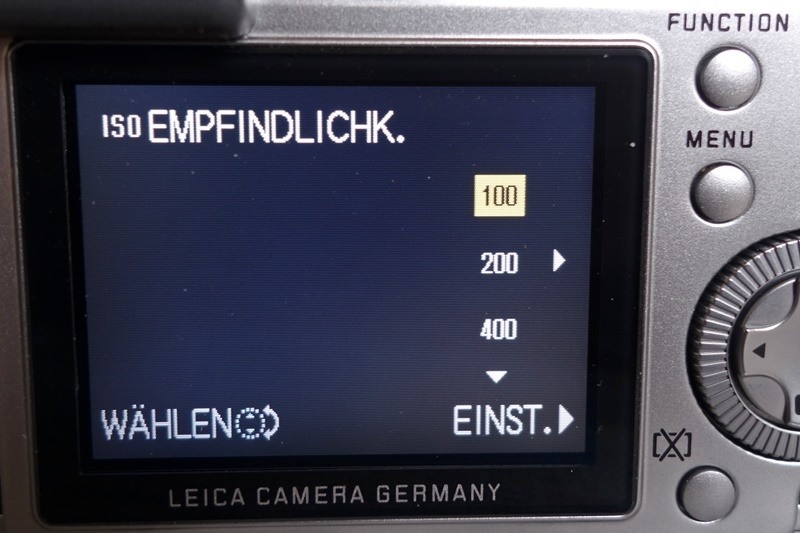 FUNCTION
MENU
ISO EMPFINDLICHK.
100
200
400
WÄHLEN
EINST.
LEICA CAMERA GERMANY